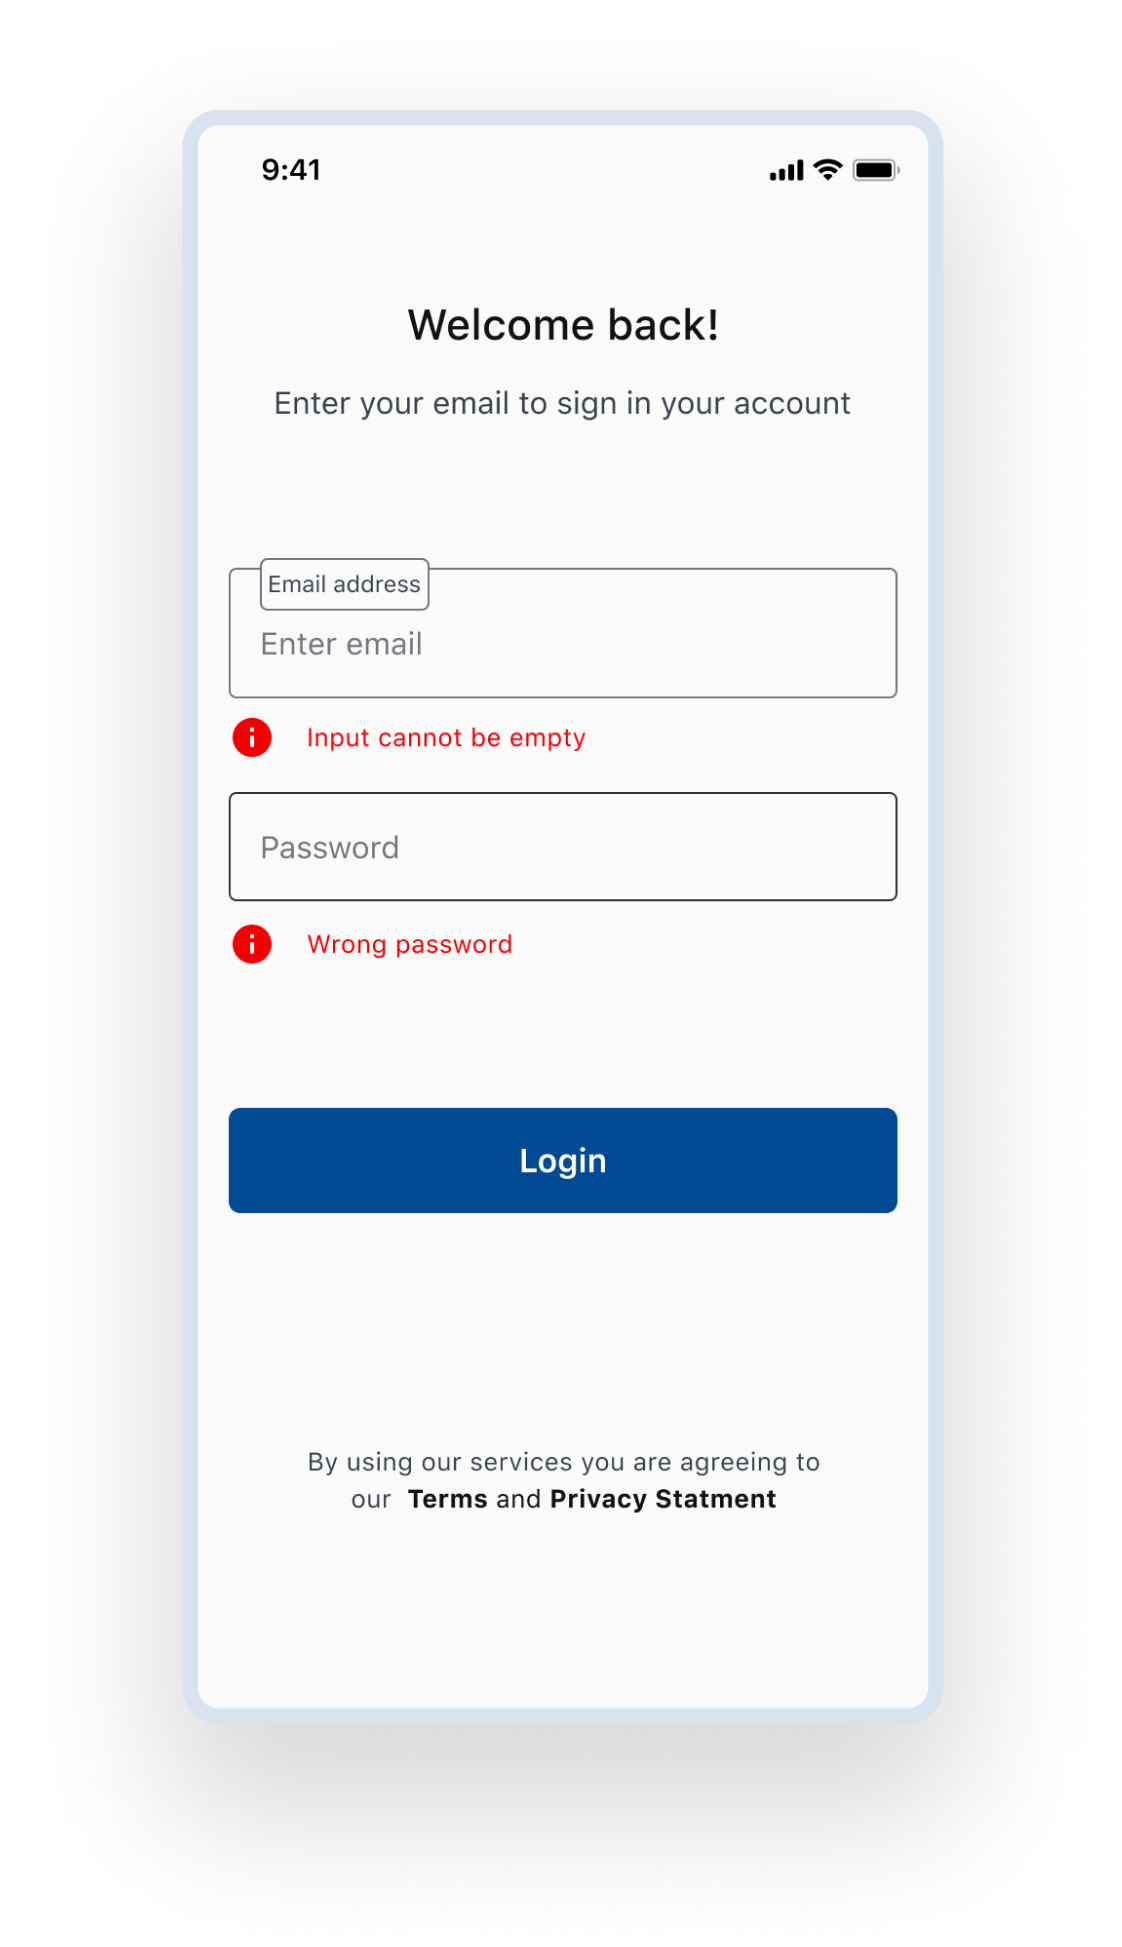 9:41
Welcome back!
Enter your email to sign in your account
Email address
Enter email
Input cannot be empty
Password
Wrong password
Login
By using our services you are agreeing to
our Terms and Privacy Statment